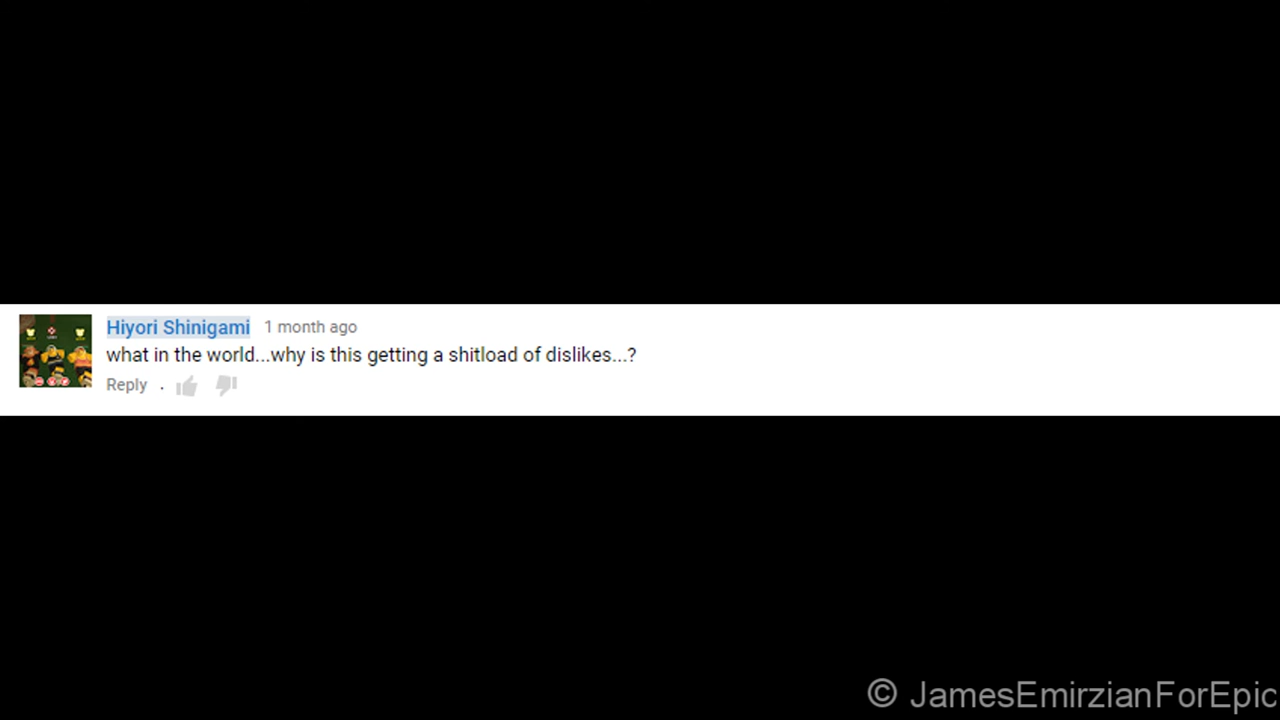 Hiyori Shinigami 1 month ago
what in the world...why is this getting a shitload of dislikes...?
Reply .
© JamesEmirzianForEpic